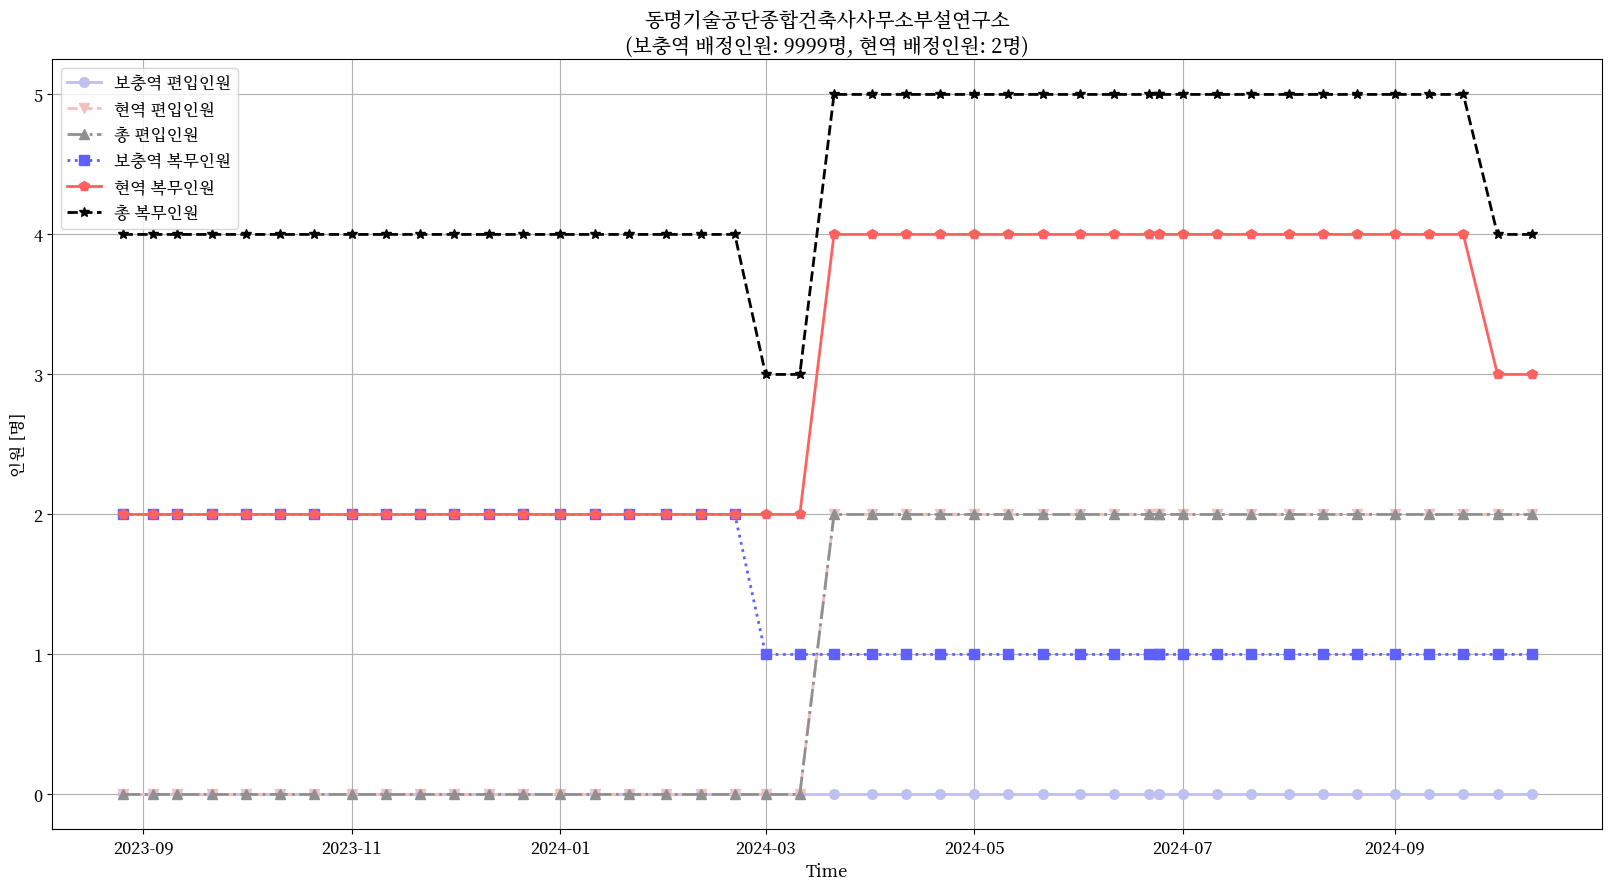 동명기술공단종합건축사사무소부설연구소
(보충역 배정인원: 9999명, 현역 배정인원: 2명)
보충역 편입인원
현역 편입인원
총 편입인원
보충역 복무인원
현역 복무인원
총 복무인원
인원 [명]
5
4
3
2
1
0
2023-09
2023-11
2024-01
2024-03
2024-05
2024-07
2024-09
Time